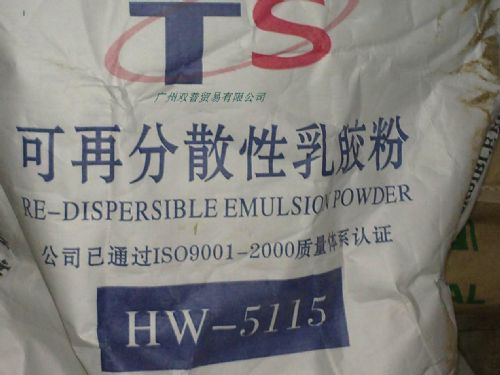 TS
广州双普贸易有限公司
可再分散性乳胶粉
RE-DISPERSIBLE EMULSION POWDER
公司已通过ISO9001-2000质量体系认证
HW-5115